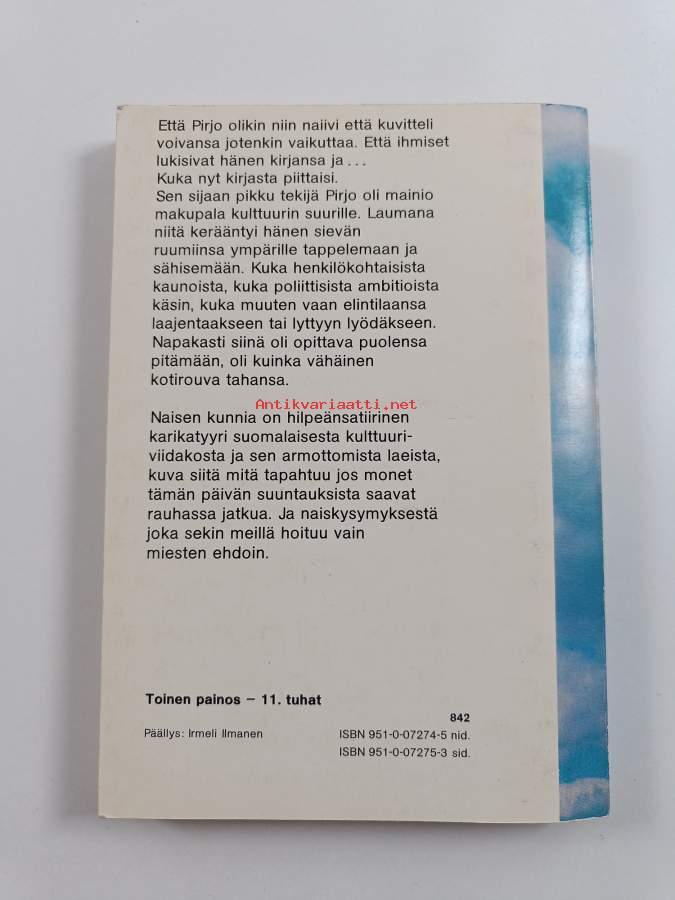 Että Pirjo olikin niin naiivi että kuvitteli
voivansa jotenkin vaikuttaa. Että ihmiset
lukisivat hänen kirjansa ja...
Kuka nyt kirjasta piittaisi.
Sen sijaan pikku tekijä Pirjo oli mainio
makupala kulttuurin suurille. Laumana
niitä kerääntyi hänen sievän
ruumiinsa ympärille tappelemaan ja
sähisemään. Kuka henkilökohtaisista
kaunoista, kuka poliittisista ambitioista
käsin, kuka muuten vaan elintilaansa
laajentaakseen tai lyttyyn lyödäkseen.
Napakasti siinä oli opittava puolensa
pitämään, oli kuinka vähäinen
kotirouva tahansa.
Antikvariaatti.net
Naisen kunnia on hilpeänsatiirinen
karikatyyri suomalaisesta kulttuuri-
viidakosta ja sen armottomista laeista,
kuva siitä mitä tapahtuu jos monet
tämän päivän suuntauksista saavat
rauhassa jatkua. Ja naiskysymyksestä
joka sekin meillä hoituu vain
miesten ehdoin.
Toinen painos – 11. tuhat
842
Päällys: Irmeli Ilmanen
ISBN 951-0-07274-5 nid.
ISBN 951-0-07275-3 sid.